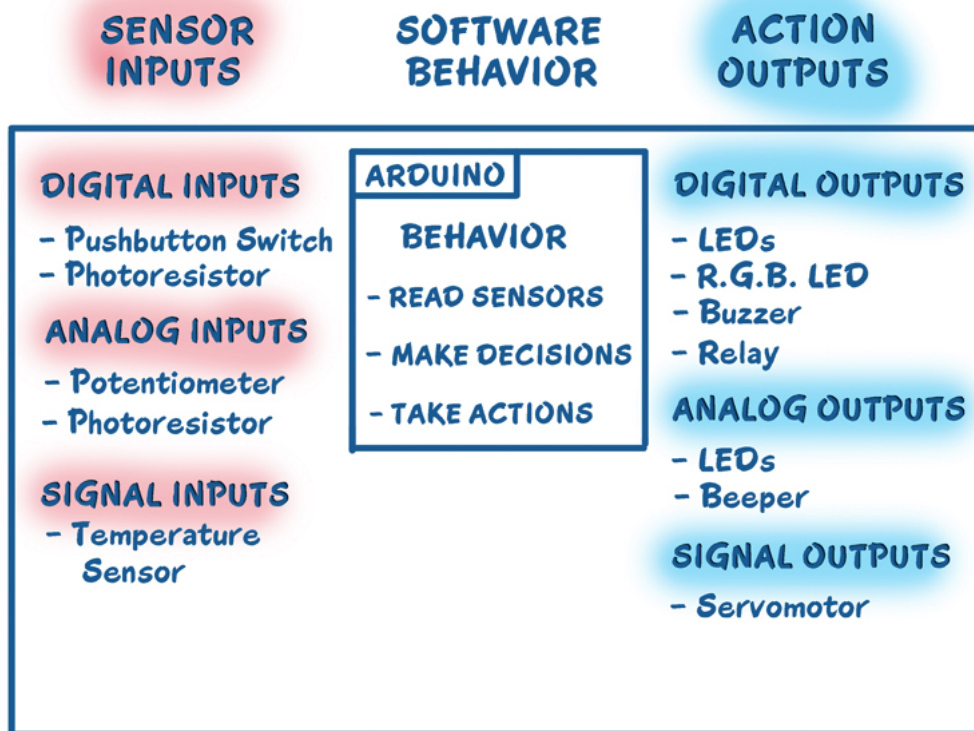 SENSOR
INPUTS
SOFTWARE
BEHAVIOR
ACTION
OUTPUTS
DIGITAL INPUTS
- Pushbutton Switch
- Photoresistor
ANALOG INPUTS
- Potentiometer
- Photoresistor
SIGNAL INPUTS
- Temperature
Sensor
ARDUINO
BEHAVIOR
- READ SENSORS
- MAKE DECISIONS
- TAKE ACTIONS
DIGITAL OUTPUTS
- LEDs
- R.G.B. LED
- Buzzer
- Relay
ANALOG OUTPUTS
- LEDs
- Beeper
SIGNAL OUTPUTS
- Servomotor